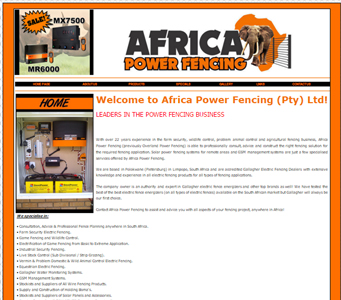 SALE!
MX7500
MR6000
AFRICA
POWER FENCING
HOME PAGE ABOUT US PRODUCTS SPECIALS GALLERY LINKS CONTACT US
HOME
Welcome to Africa Power Fencing (Pty) Ltd!
LEADERS IN THE POWER FENCING BUSINESS
With over 22 years experience in the farm security, wildlife control, problem animal control and agricultural fencing business, Africa
Power Fencing (previously Overland Power Fencing) is able to professionally consult, advise and construct the right fencing solution for
the required fencing application. Solar power fencing systems for remote areas and GSM management systems are just a few specialised
services offered by Africa Power Fencing.
We are based in Polokwane (Pietersburg) in Limpopo, South Africa and are accredited Gallagher Electric Fencing Dealers with extensive
knowledge and experience in all electric fencing products for all types of fencing applications.
The company owner is an authority and expert in Gallagher electric fence energizers and other top brands as well! We have tested the
best of the best electric fence (on all types of electric fences) available on the South African market but Gallagher will always be
our first choice.
Contact Africa Power Fencing to assist and advise you with all aspects of your fencing project, anywhere in Africa!
We specialise in:
• Consultation, Advice & Professional Fence Planning anywhere in South Africa.
• Farm Electric Fencing.
• Game Fencing and Wildlife Control.
• Electrification of Game Fencing from Basic to Extreme Application.
• Industrial Security Fencing.
• Live Stock Control (Sub Divisional / Strip Grazing).
• Vermin & Problem Domestic & Wild Animal Control Electric Fencing.
• Equestrian Electric Fencing.
• Gallagher Water Monitoring Systems.
• GSM Management Systems.
• Stockists and Suppliers of All Wire Fencing Products.
• Supply and Construction of Holding Boma's.
• Stockists and Suppliers of Solar Panels and Accessories.